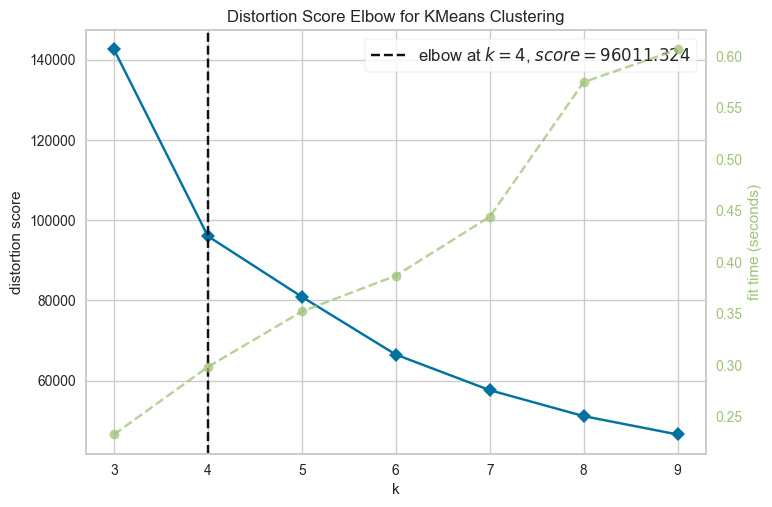 Distortion Score Elbow for KMeans Clustering
elbow at k = 4, score = 96011.324
distortion score
140000
120000
100000
80000
60000
0.60
0.55
0.50
0.45
0.40
0.35
0.30
0.25
fit time (seconds)
3 4 5 6 7 8 9
k